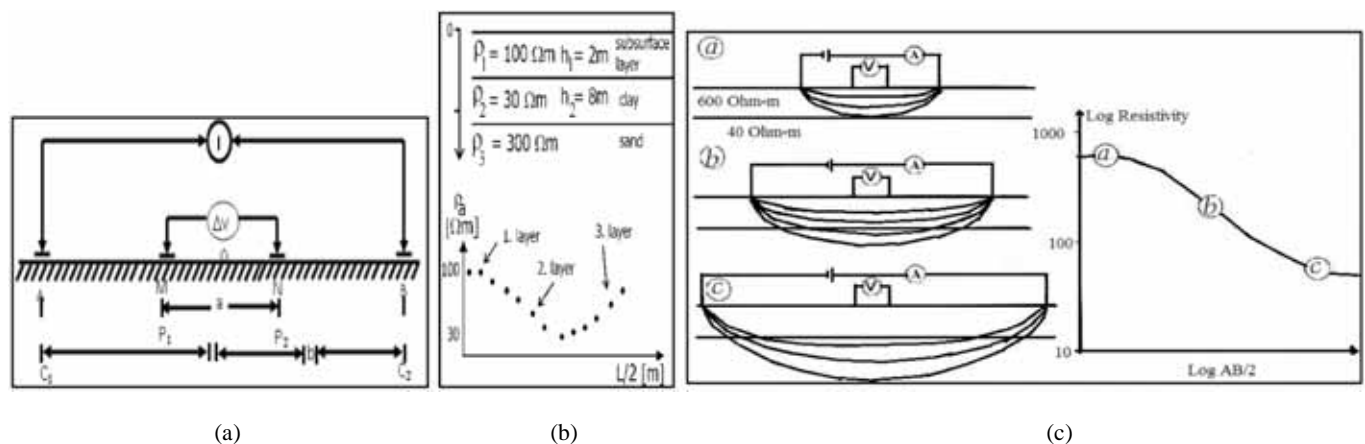 I
ΔV
0
A M N B
a
P₁ P₂ b
C₁ C₂
(a)
0
ρ₁ = 100 Ωm h₁ = 2m subsurface layer
ρ₂ = 30 Ωm h₂ = 8m clay
ρ₃ = 300 Ωm sand
ρa
[Ωm]
1. layer
3. layer
2. layer
100
30
L/2 [m]
(b)
a
A
V
600 Ohm-m
40 Ohm-m
b
A
V
c
A
V
Log Resistivity
1000
a
b
100
c
10
Log AB/2
(c)